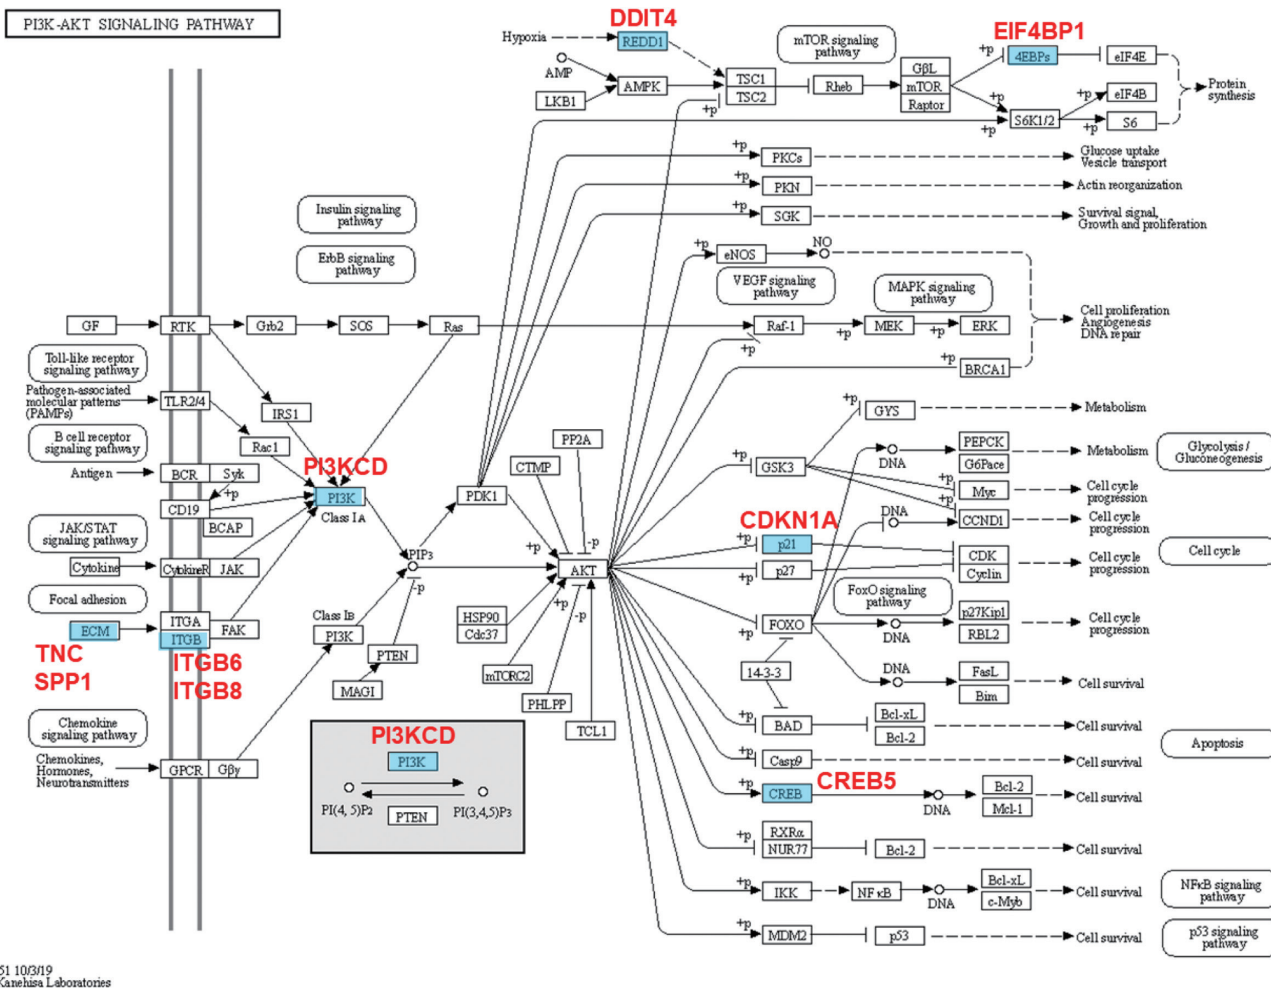 PI3K-AKT SIGNALING PATHWAY
DDIT4
Hypoxia
REDD1
mTOR signaling
pathway
EIF4BP1
+p
4EBPs
eIF4E
AMP
AMPK
LKB1
TSC1
TSC2
+p
Rheb
GβL
mTOR
Raptor
+p
S6K1/2
+p
+p
eIF4B
+p
S6
Protein
synthesis
+p
PKCs
Glucose uptake
Vesicle transport
+p
PKN
Actin reorganization
+p
SGK
Survival signal,
Growth and proliferation
Insulin signaling
pathway
ErbB signaling
pathway
+p
eNOS
NO
VEGF signaling
pathway
MAPK signaling
pathway
GF
RTK
Grb2
SOS
Ras
Raf-1
+p
+p
MEK
+p
ERK
Cell proliferation
Angiogenesis
DNA repair
+p
BRCA1
Toll-like receptor
signaling pathway
Pathogen-associated
molecular patterns
(PAMPs)
TLR2/4
IRS1
Rac1
B cell receptor
signaling pathway
Antigen
BCR
Syk
+p
CD19
BCAP
PI3KCD
PI3K
Class IA
PP2A
CTMP
PDK1
+p
-p
+p
GYS
Metabolism
+p
GSK3
DNA
PEPCK
G6Pace
Metabolism
Glycolysis /
Gluconeogenesis
Myc
Cell cycle
progression
DNA
CCND1
Cell cycle
progression
CDKN1A
+p
p21
+p
p27
CDK
Cyclin
Cell cycle
progression
Cell cycle
JAK/STAT
signaling pathway
Cytokine
CytokineR
JAK
PIP3
-p
AKT
Focal adhesion
ECM
ITGA
ITGB
FAK
TNC
SPP1
ITGB6
ITGB8
Class IB
PI3K
PTEN
MAGI
HSP90
Cdc37
+p
-p
mTORC2
PHLPP
TCL1
FoxO signaling
pathway
+p
FOXO
DNA
p27Kip1
RBL2
Cell cycle
progression
14-3-3
DNA
FasL
Bim
Cell survival
+p
BAD
Bcl-xL
Bcl-2
Cell survival
Apoptosis
+p
Casp9
Cell survival
Chemokine
signaling pathway
Chemokines,
Hormones,
Neurotransmitters
GPCR
Gβγ
PI3KCD
PI3K
PI(4, 5)P2
PI(3,4,5)P3
PTEN
+p
CREB
CREB5
DNA
Bcl-2
Mcl-1
Cell survival
+p
RXRα
NUR77
Bcl-2
Cell survival
+p
IKK
NFκB
DNA
Bcl-xL
c-Myb
Cell survival
NFκB signaling
pathway
+p
MDM2
p53
Cell survival
p53 signaling
pathway
51 10/3/19
Kanehisa Laboratories